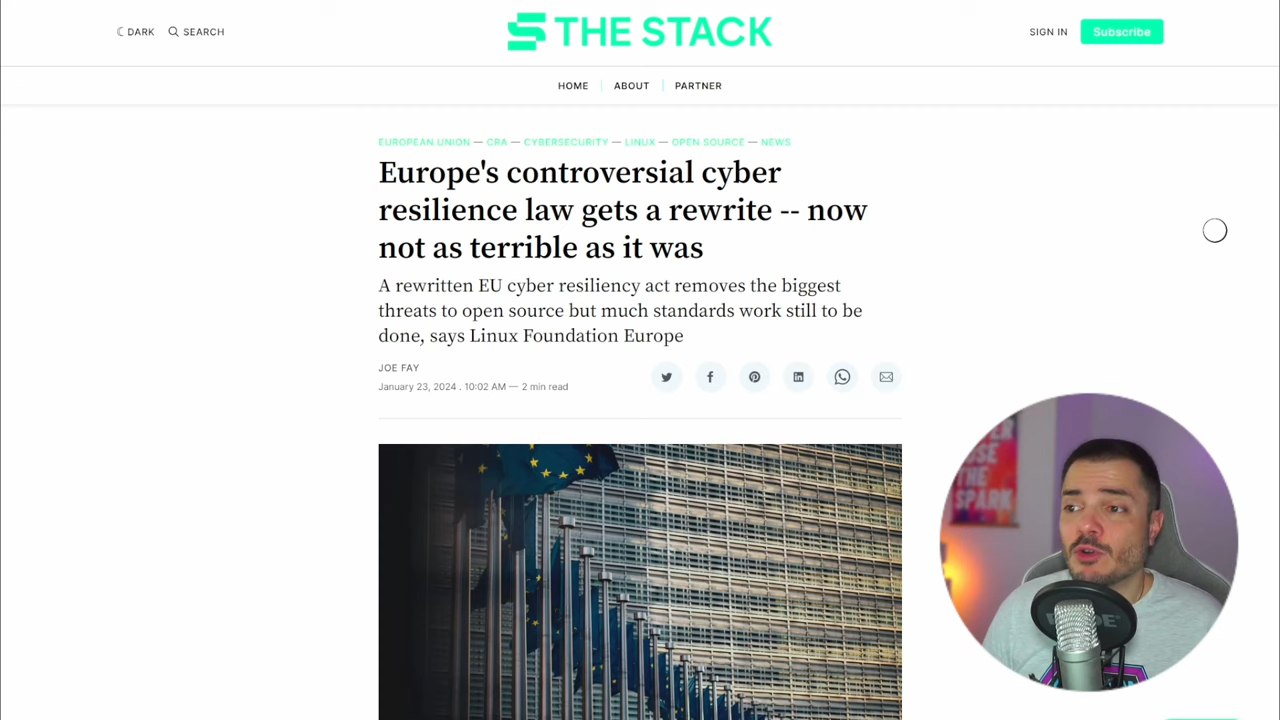 DARK
SEARCH
THE STACK
SIGN IN
Subscribe
HOME
ABOUT
PARTNER
EUROPEAN UNION — CRA — CYBERSECURITY — LINUX — OPEN SOURCE — NEWS
Europe's controversial cyber
resilience law gets a rewrite -- now
not as terrible as it was
A rewritten EU cyber resiliency act removes the biggest
threats to open source but much standards work still to be
done, says Linux Foundation Europe
JOE FAY
January 23, 2024 . 10:02 AM — 2 min read
THE
SPARK